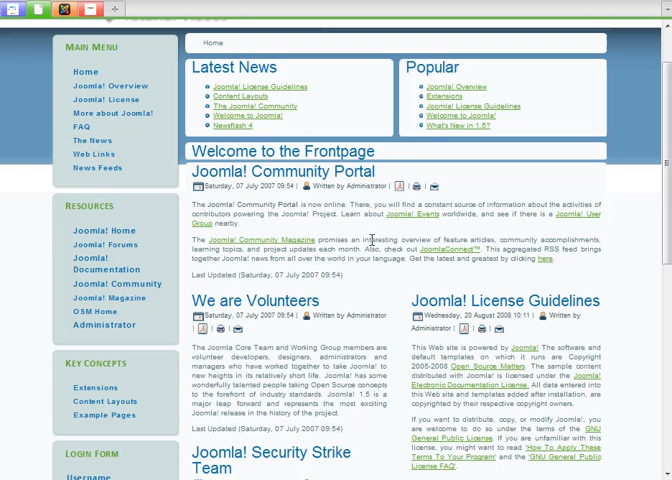 Home
MAIN MENU
Home
Joomla! Overview
Joomla! License
More about Joomla!
FAQ
The News
Web Links
News Feeds
RESOURCES
Joomla! Home
Joomla! Forums
Joomla!
Documentation
Joomla! Community
Joomla! Magazine
OSM Home
Administrator
KEY CONCEPTS
Extensions
Content Layouts
Example Pages
LOGIN FORM
Username
Latest News
Joomla! License Guidelines
Content Layouts
The Joomla! Community
Welcome to Joomla!
Newsflash 4
Popular
Joomla! Overview
Extensions
Joomla! License Guidelines
Welcome to Joomla!
What's New in 1.5?
Welcome to the Frontpage
Joomla! Community Portal
Saturday, 07 July 2007 09:54 | Written by Administrator |
The Joomla! Community Portal is now online. There, you will find a constant source of information about the activities of
contributors powering the Joomla! Project. Learn about Joomla! Events worldwide, and see if there is a Joomla! User
Group nearby.
The Joomla! Community Magazine promises an interesting overview of feature articles, community accomplishments,
learning topics, and project updates each month. Also, check out JoomlaConnect™. This aggregated RSS feed brings
together Joomla! news from all over the world in your language. Get the latest and greatest by clicking here.
Last Updated (Saturday, 07 July 2007 09:54)
We are Volunteers
Saturday, 07 July 2007 09:54 | Written by Administrator
The Joomla Core Team and Working Group members are
volunteer developers, designers, administrators and
managers who have worked together to take Joomla! to
new heights in its relatively short life. Joomla! has some
wonderfully talented people taking Open Source concepts
to the forefront of industry standards. Joomla! 1.5 is a
major leap forward and represents the most exciting
Joomla! release in the history of the project.
Last Updated (Saturday, 07 July 2007 09:54)
Joomla! Security Strike
Team
Joomla! License Guidelines
Wednesday, 20 August 2008 10:11 | Written by
Administrator |
This Web site is powered by Joomla! The software and
default templates on which it runs are Copyright
2005-2008 Open Source Matters. The sample content
distributed with Joomla! is licensed under the Joomla!
Electronic Documentation License. All data entered into
this Web site and templates added after installation, are
copyrighted by their respective copyright owners.
If you want to distribute, copy, or modify Joomla!, you
are welcome to do so under the terms of the GNU
General Public License. If you are unfamiliar with this
license, you might want to read 'How To Apply These
Terms To Your Program' and the 'GNU General Public
License FAQ'.